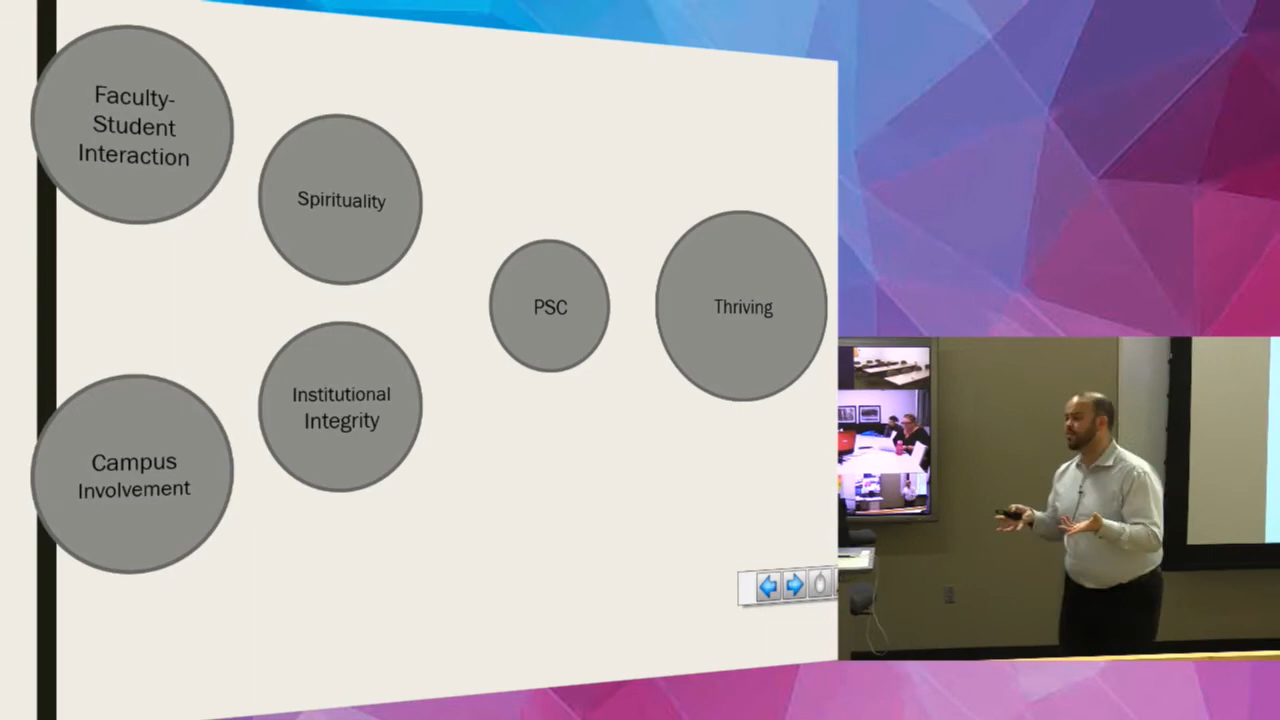 Faculty-
Student
Interaction
Spirituality
PSC
Thriving
Institutional
Integrity
Campus
Involvement